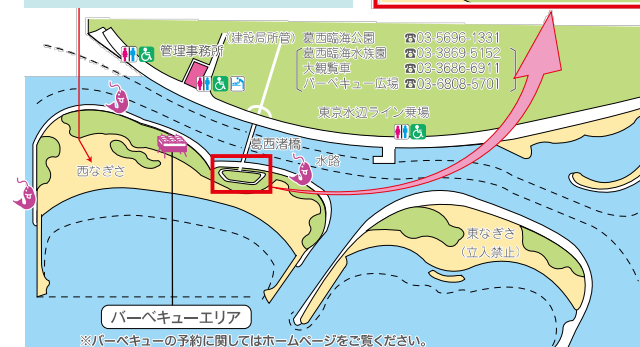 (建設局所管)葛西臨海公園 ☎03-5696-1331
葛西臨海水族園 ☎03-3869-5152
大観覧車 ☎03-3686-6911
バーベキュー広場 ☎03-6808-5701
管理事務所
東京水辺ライン乗場
葛西渚橋
水路
西なぎさ
東なぎさ
(立入禁止)
バーベキューエリア
※バーベキューの予約に関してはホームページをご覧ください。